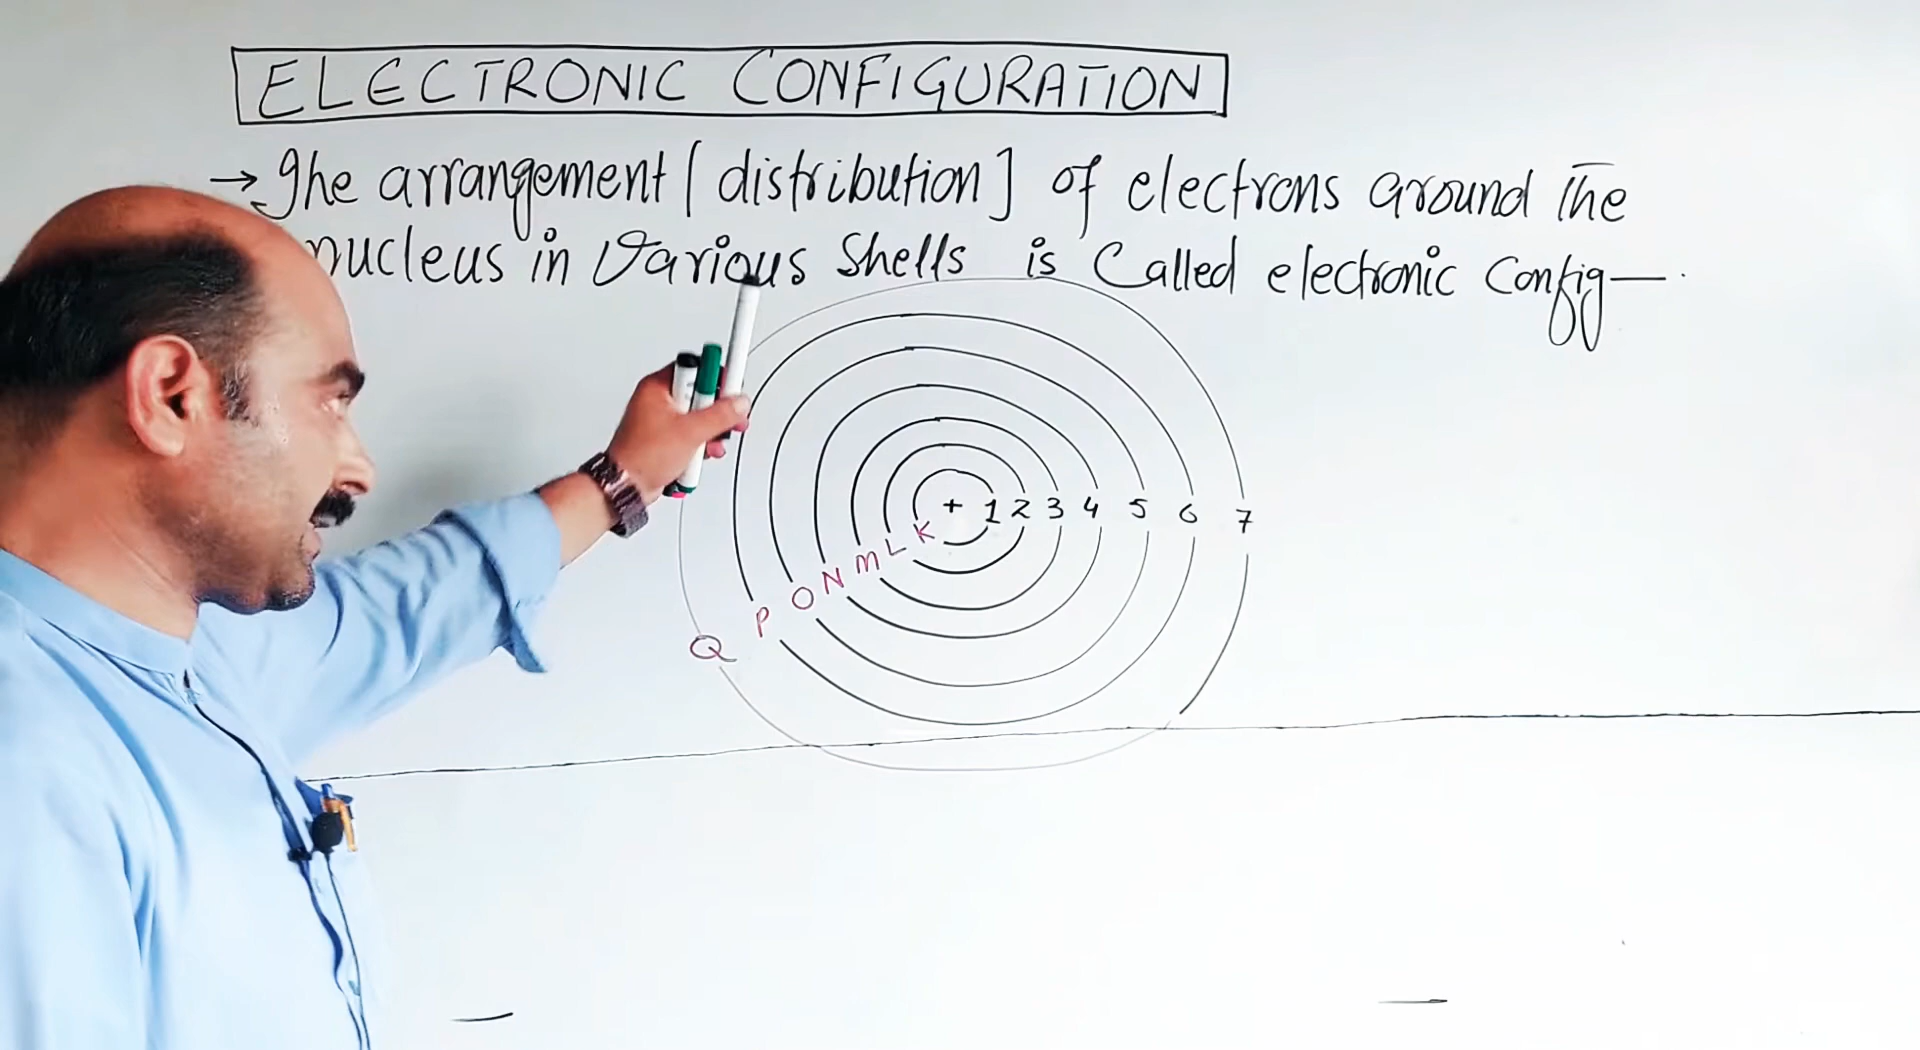 ELECTRONIC CONFIGURATION
→ The arrangement [distribution] of electrons around the
nucleus in various shells is called electronic config—.
+ 1 2 3 4 5 6 7
K L M N O P Q